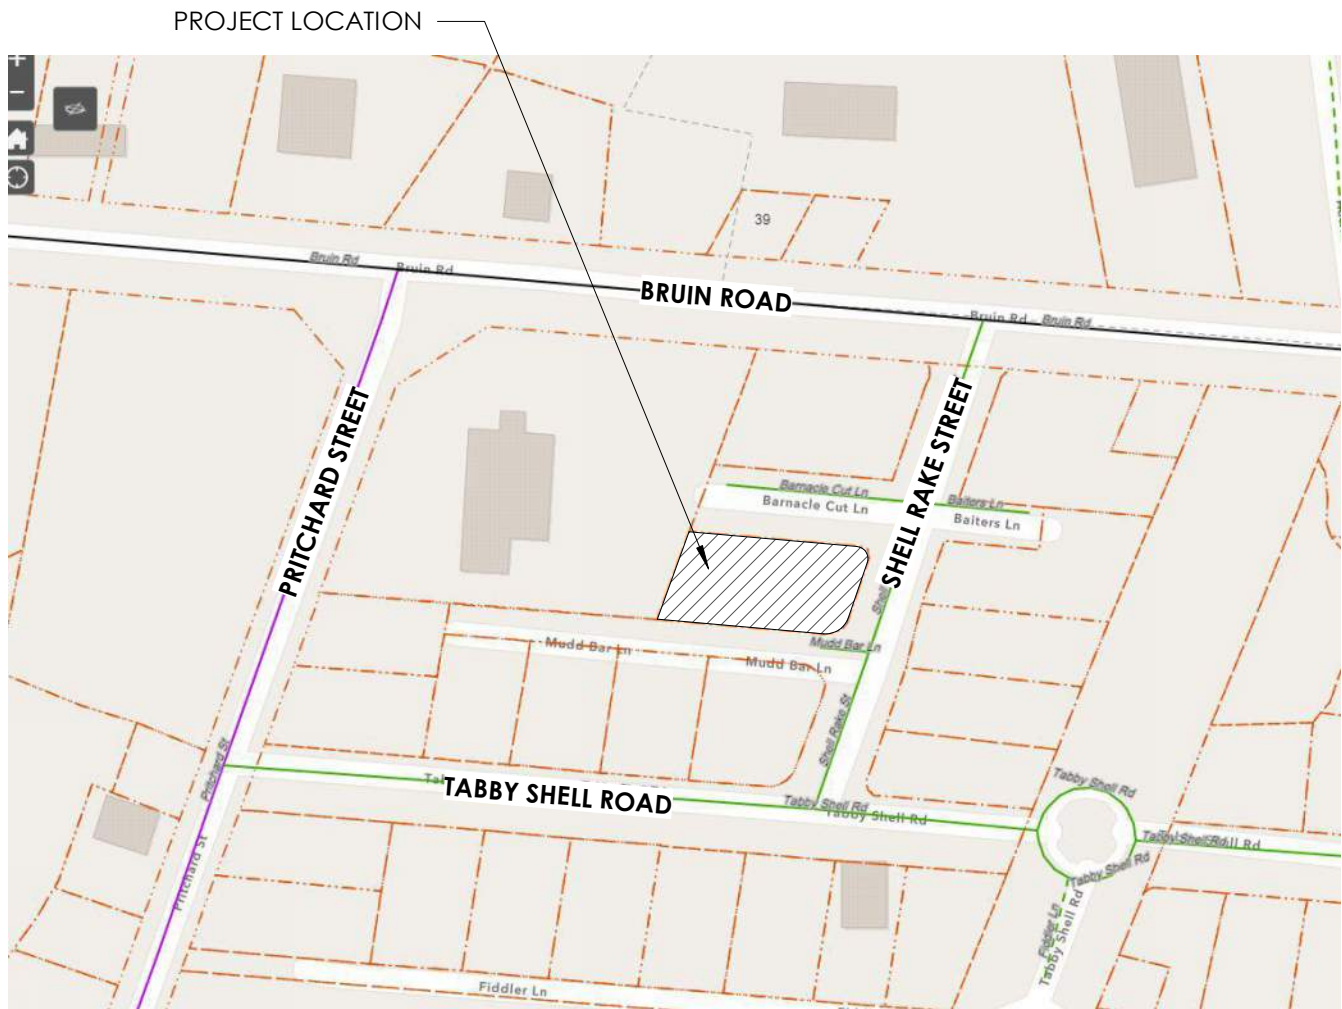 PROJECT LOCATION
39
Bruin Rd
Bruin Rd
BRUIN ROAD
Bruin Rd
Bruin Rd
PRITCHARD STREET
SHELL RAKE STREET
Barnacle Cut Ln
Barnacle Cut Ln
Baiters Ln
Baiters Ln
Shell
Mudd Bar Ln
Mudd Bar Ln
Mudd Bar Ln
Shell Rake St
Pritchard St
Pritchard St
TABBY SHELL ROAD
Tabby Shell Rd
Tabby Shell Rd
Tabby Shell Rd
Tabby Shell Rd
Tabby Shell Rd
Tabby Shell Rd
Fiddler Ln
Fiddler Ln